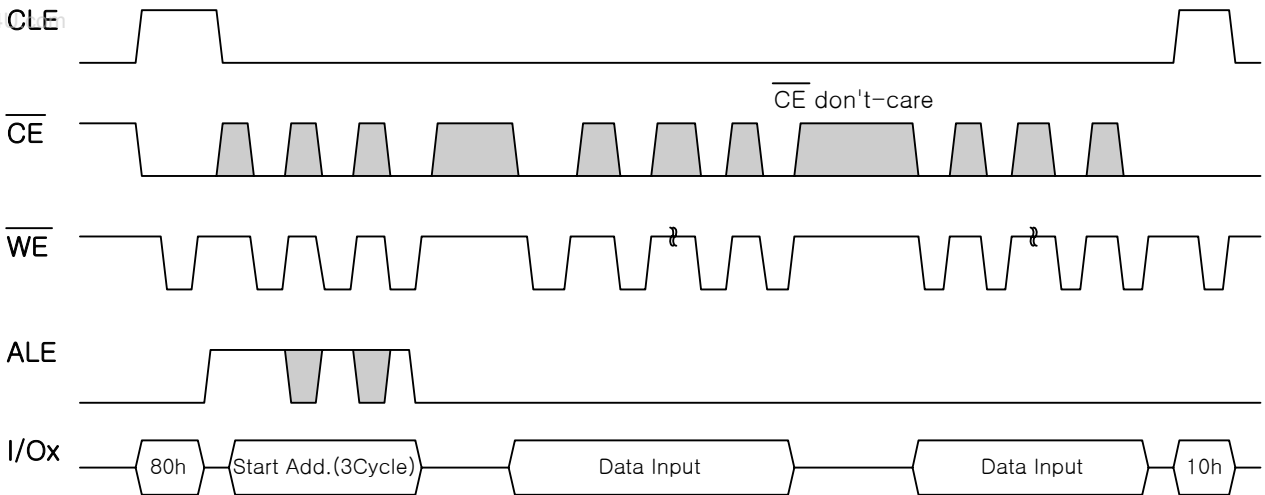 CLE
CE don't-care
CE
WE
ALE
I/Ox
80h
Start Add.(3Cycle)
Data Input
Data Input
10h